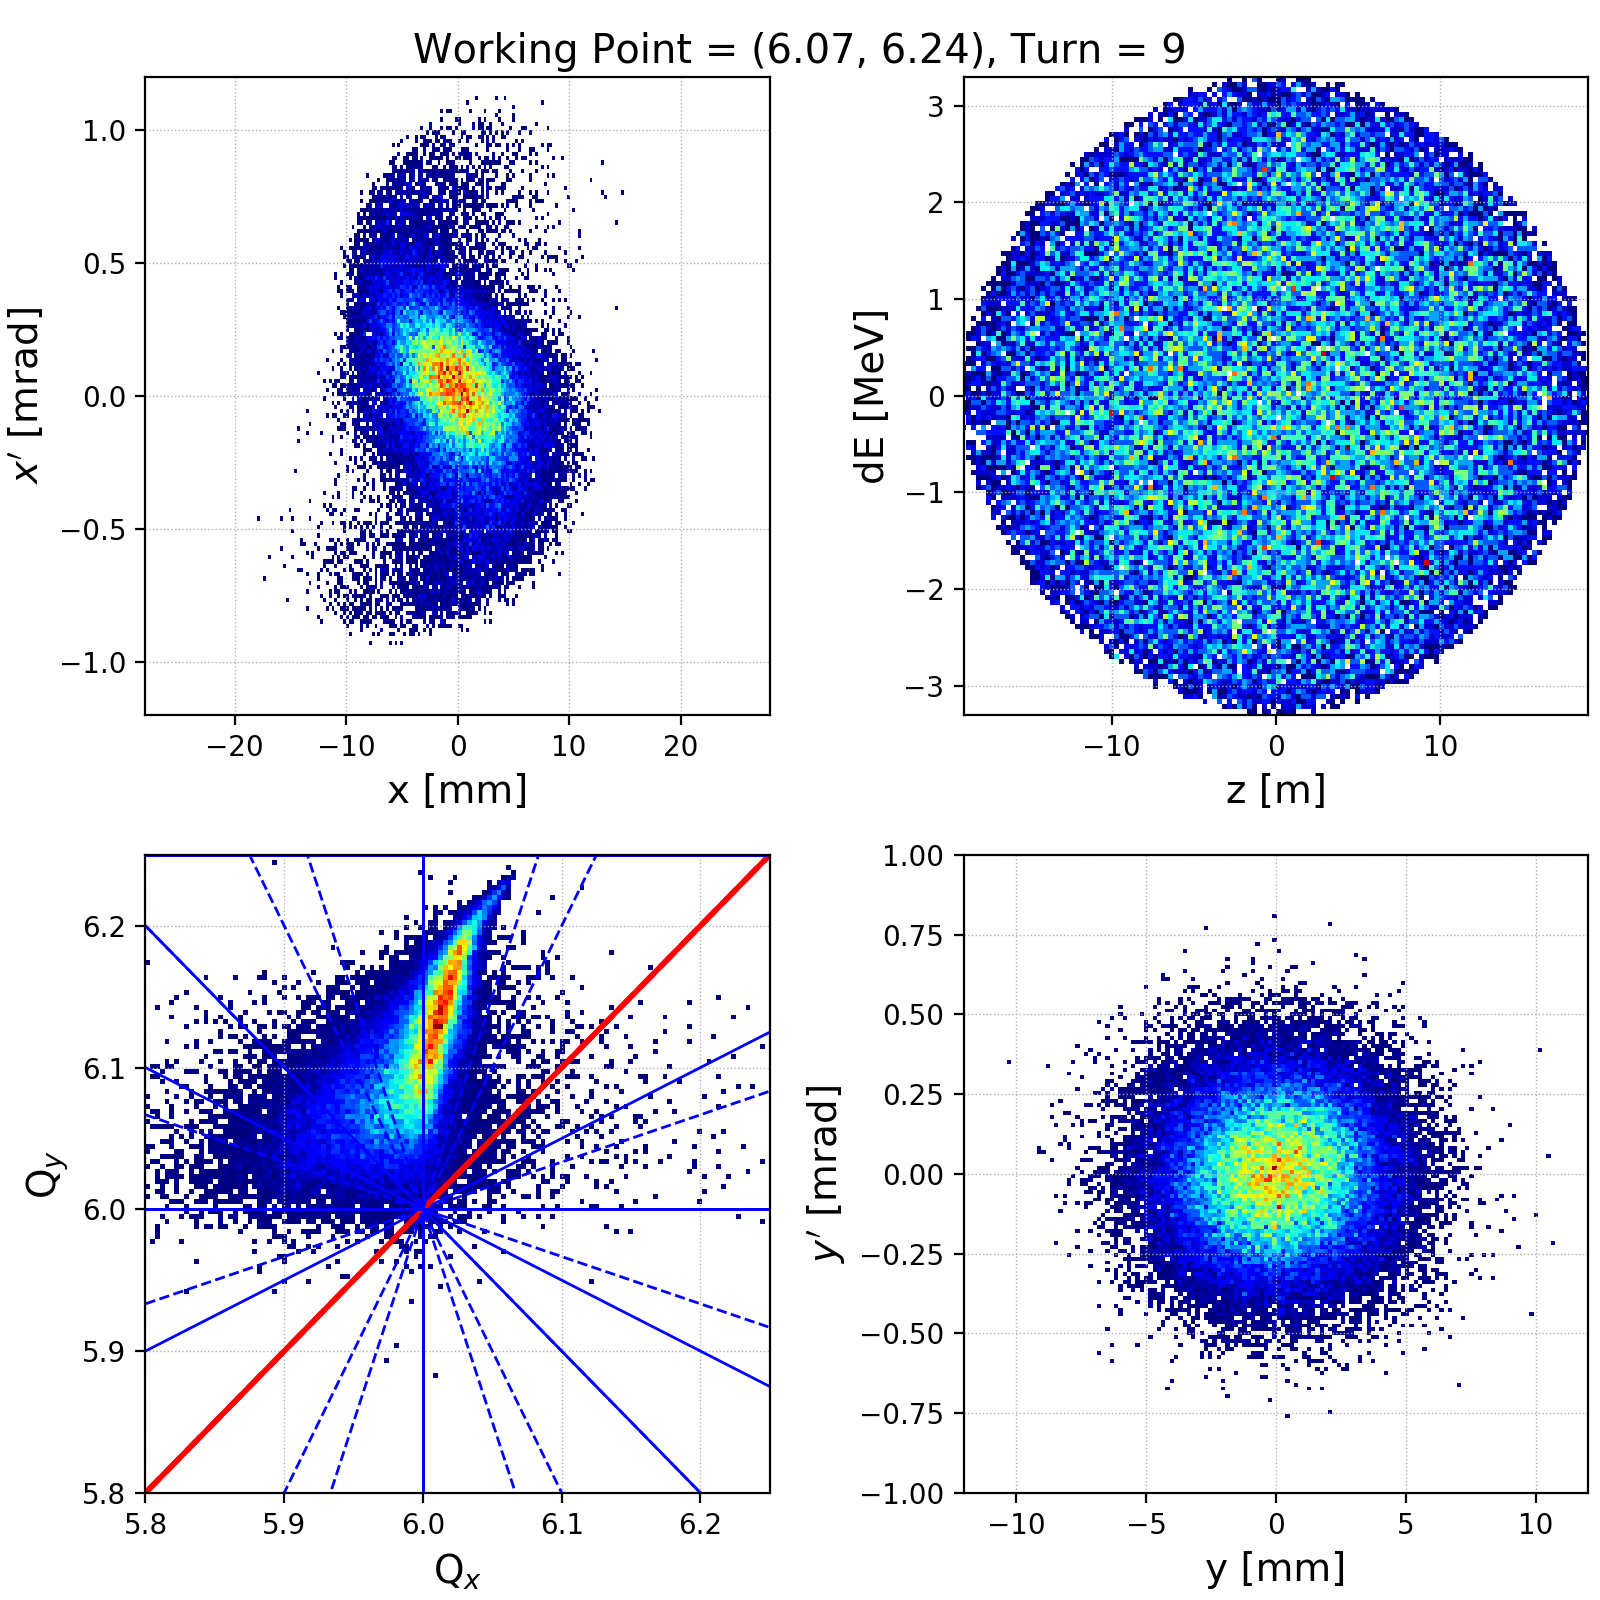 Working Point = (6.07, 6.24), Turn = 9
1.0
0.5
0.0
−0.5
−1.0
x′ [mrad]
−20 −10 0 10 20
x [mm]
3
2
1
0
−1
−2
−3
dE [MeV]
−10 0 10
z [m]
6.2
6.1
6.0
5.9
5.8
Qy
5.8 5.9 6.0 6.1 6.2
Qx
1.00
0.75
0.50
0.25
0.00
−0.25
−0.50
−0.75
−1.00
y′ [mrad]
−10 −5 0 5 10
y [mm]